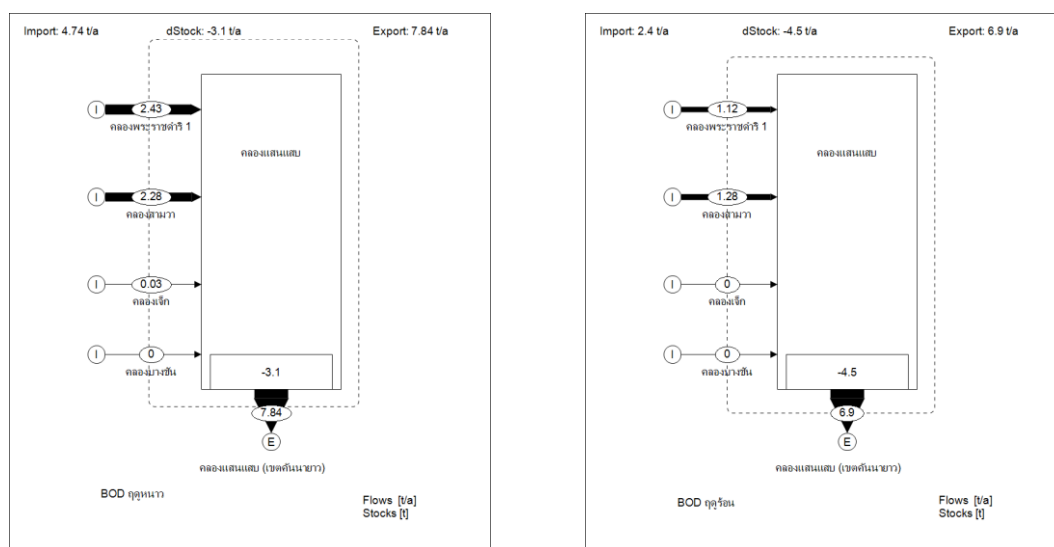 Import: 4.74 t/a dStock: -3.1 t/a Export: 7.84 t/a
I 2.43
คลองพระราชดำริ 1
คลองแสนแสบ
I 2.28
คลองสามวา
I 0.03
คลองเจ็ก
I 0
คลองบางชัน
-3.1
7.84
E
คลองแสนแสบ (เขตคันนายาว)
BOD ฤดูหนาว
Flows [t/a]
Stocks [t]
Import: 2.4 t/a dStock: -4.5 t/a Export: 6.9 t/a
I 1.12
คลองพระราชดำริ 1
คลองแสนแสบ
I 1.28
คลองสามวา
I 0
คลองเจ็ก
I 0
คลองบางชัน
-4.5
6.9
E
คลองแสนแสบ (เขตคันนายาว)
BOD ฤดูร้อน
Flows [t/a]
Stocks [t]